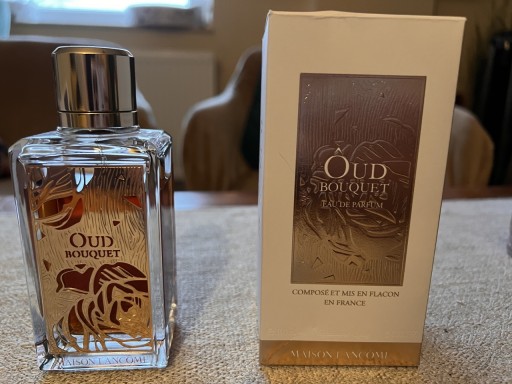 OUD
BOUQUET
MAISON LANCÔME
ÔUD
BOUQUET
EAU DE PARFUM
COMPOSÉ ET MIS EN FLACON
EN FRANCE
MAISON LANCÔME